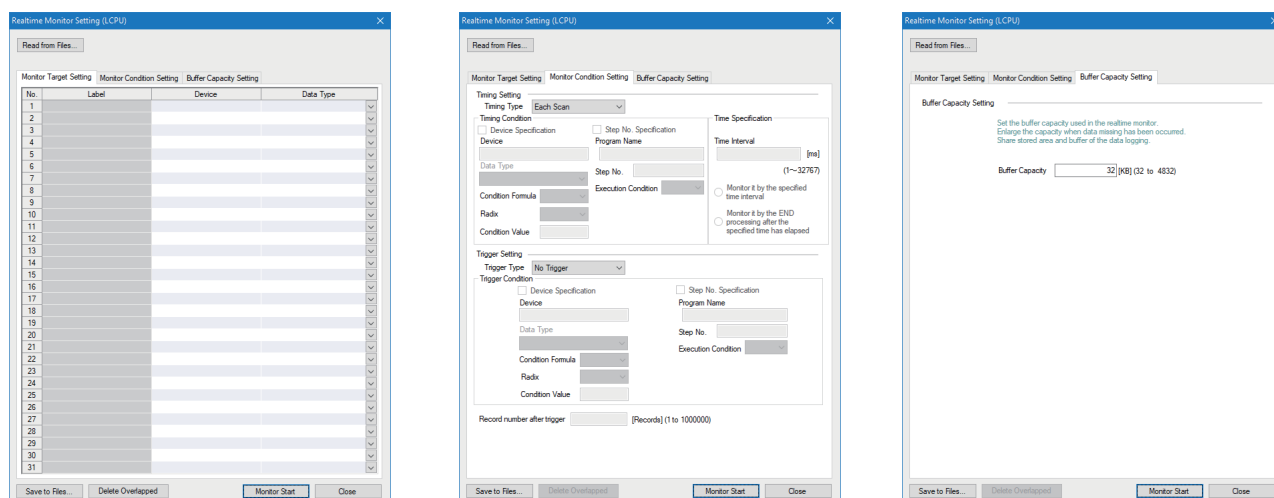 Realtime Monitor Setting (LCPU)
Read from Files...
Monitor Target Setting Monitor Condition Setting Buffer Capacity Setting
No. Label Device Data Type
1
2
3
4
5
6
7
8
9
10
11
12
13
14
15
16
17
18
19
20
21
22
23
24
25
26
27
28
29
30
31
Save to Files... Delete Overlapped Monitor Start Close
Realtime Monitor Setting (LCPU)
Read from Files...
Monitor Target Setting Monitor Condition Setting Buffer Capacity Setting
Timing Setting
Timing Type Each Scan
Timing Condition
Device Specification Step No. Specification
Device Program Name
Data Type
Step No.
Condition Formula Execution Condition
Radix
Condition Value
Time Specification
Time Interval
[ms]
(1~32767)
Monitor it by the specified
time interval
Monitor it by the END
processing after the
specified time has elapsed
Trigger Setting
Trigger Type No Trigger
Trigger Condition
Device Specification Step No. Specification
Device Program Name
Data Type Step No.
Execution Condition
Condition Formula
Radix
Condition Value
Record number after trigger [Records] (1 to 1000000)
Save to Files... Delete Overlapped Monitor Start Close
Realtime Monitor Setting (LCPU)
Read from Files...
Monitor Target Setting Monitor Condition Setting Buffer Capacity Setting
Buffer Capacity Setting
Set the buffer capacity used in the realtime monitor.
Enlarge the capacity when data missing has been occurred.
Share stored area and buffer of the data logging.
Buffer Capacity 32 [KB] (32 to 4832)
Save to Files... Delete Overlapped Monitor Start Close